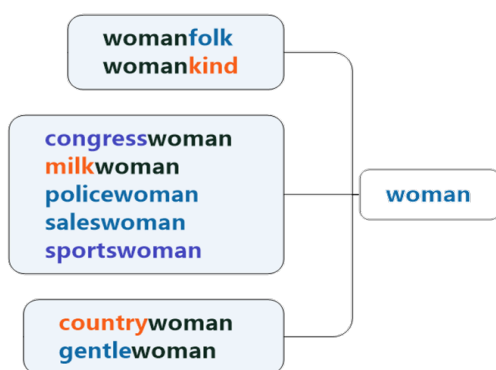 womanfolk
womankind
congresswoman
milkwoman
policewoman
saleswoman
sportswoman
woman
countrywoman
gentlewoman